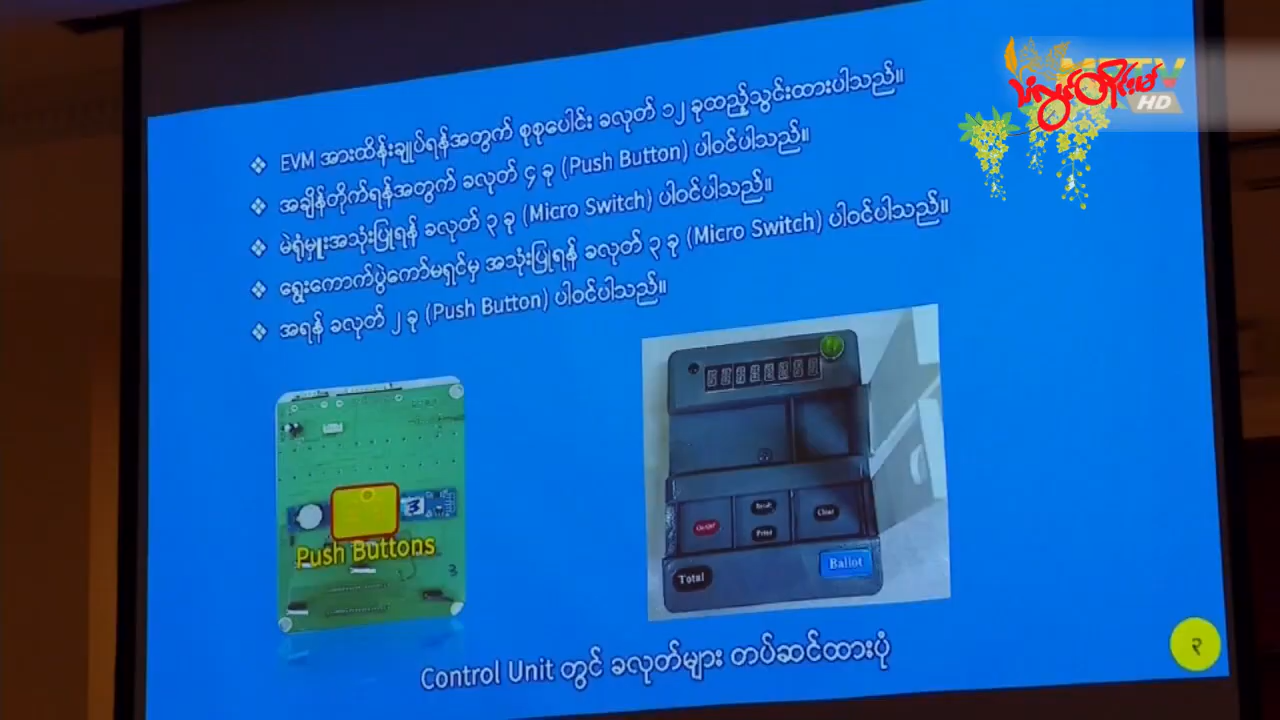 MRTV
HD
❖ EVM အားထိန်းချုပ်ရန်အတွက် စုစုပေါင်း ခလုတ် ၁၂ ခုထည့်သွင်းထားပါသည်။
❖ အချိန်တိုက်ရန်အတွက် ခလုတ် ၄ ခု (Push Button) ပါဝင်ပါသည်။
❖ မဲရုံမှူးအသုံးပြုရန် ခလုတ် ၃ ခု (Micro Switch) ပါဝင်ပါသည်။
❖ ရွေးကောက်ပွဲကော်မရှင်မှ အသုံးပြုရန် ခလုတ် ၃ ခု (Micro Switch) ပါဝင်ပါသည်။
❖ အရန် ခလုတ် ၂ ခု (Push Button) ပါဝင်ပါသည်။
Push Buttons
3
3
Result
Clear
Print
Total
Ballot
Control Unit တွင် ခလုတ်များ တပ်ဆင်ထားပုံ
၃